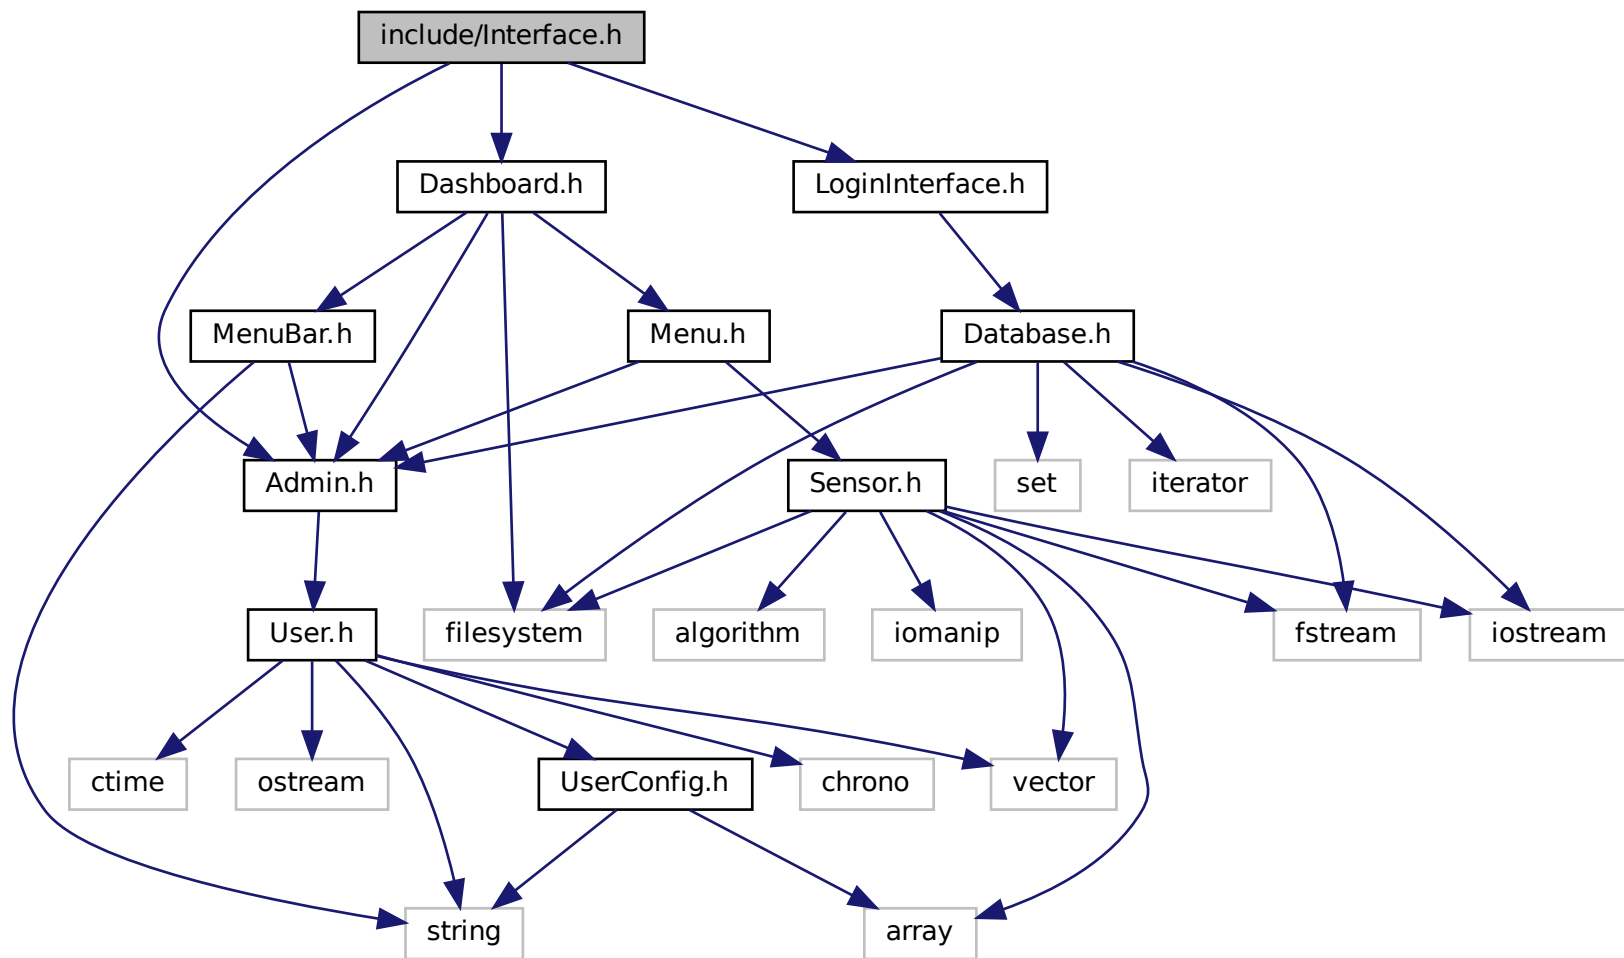 include/Interface.h
Dashboard.h
LoginInterface.h
MenuBar.h
Menu.h
Database.h
Admin.h
Sensor.h
set
iterator
User.h
filesystem
algorithm
iomanip
fstream
iostream
ctime
ostream
UserConfig.h
chrono
vector
string
array